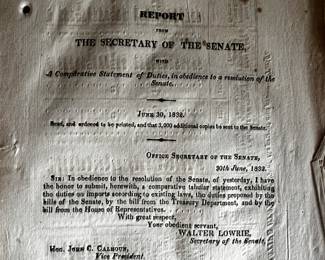 REPORT
FROM
THE SECRETARY OF THE SENATE,
WITH
A Comparative Statement of Duties, in obedience to a resolution of the
Senate.
June 30, 1832.
Read, and ordered to be printed, and that 3,000 additional copies be sent to the Senate.
Office Secretary of the Senate,
30th June, 1832.
Sir: In obedience to the resolution of the Senate, of yesterday, I have
the honor to submit, herewith, a comparative tabular statement, exhibiting
the duties on imports according to existing laws, the duties proposed by the
bills of the Senate, by the bill from the Treasury Department, and by the
bill from the House of Representatives.
With great respect,
Your obedient servant,
WALTER LOWRIE,
Secretary of the Senate.
Hon. John C. Calhoun,
Vice President.